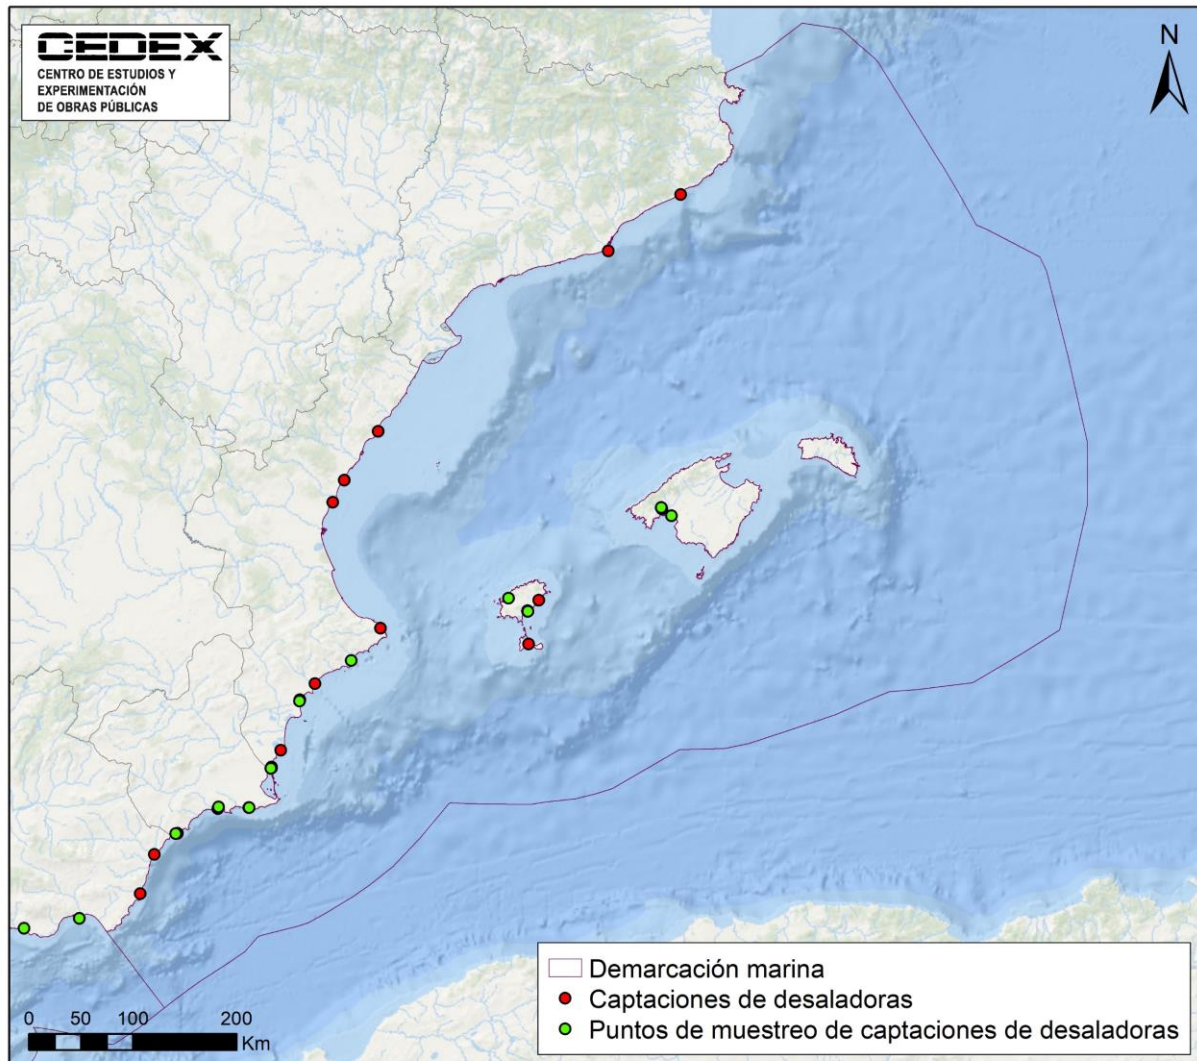 CEDEX
CENTRO DE ESTUDIOS Y
EXPERIMENTACIÓN
DE OBRAS PÚBLICAS
N
Demarcación marina
Captaciones de desaladoras
Puntos de muestreo de captaciones de desaladoras
0 50 100 200
Km